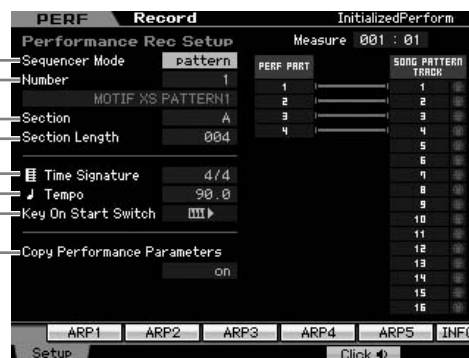 PERF Record InitializedPerform
Performance Rec Setup Measure 001 : 01
Sequencer Mode pattern
Number 1
MOTIF XS PATTERN1
Section A
Section Length 004
Time Signature 4/4
Tempo 90.0
Key On Start Switch
Copy Performance Parameters
on
PERF PART SONG PATTERN
TRACK
1 1
2 2
3 3
4 4
5
6
7
8
9
10
11
12
13
14
15
16
ARP1 ARP2 ARP3 ARP4 ARP5 INFO
Setup Click